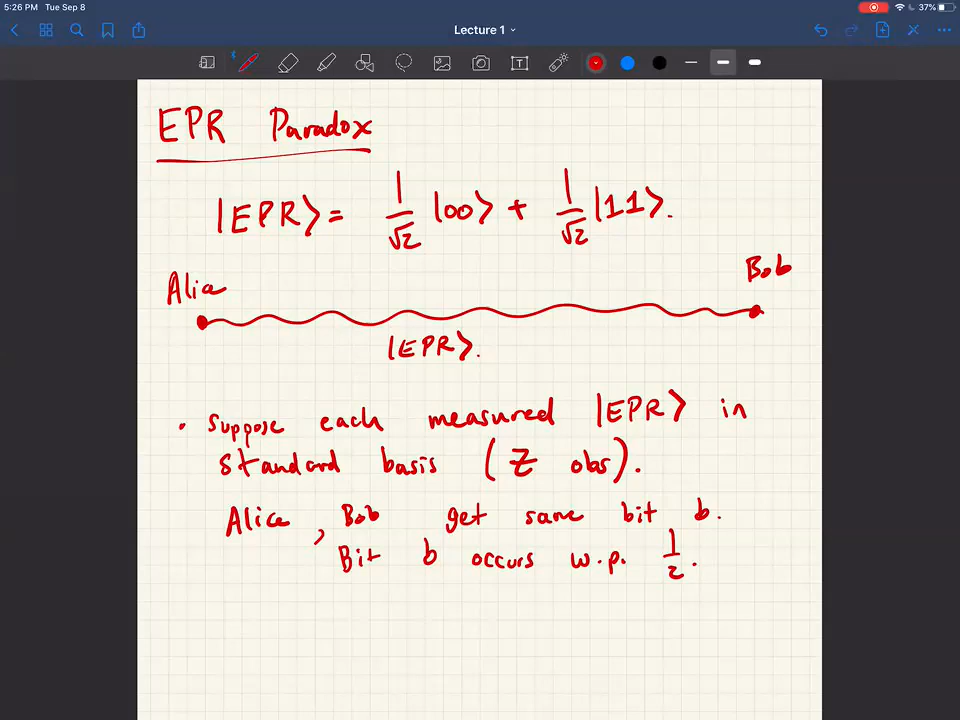 5:26 PM Tue Sep 8
37%
Lecture 1
T
EPR Paradox
|EPR⟩ = 1/√2 |00⟩ + 1/√2 |11⟩.
Alice
Bob
|EPR⟩.
• Suppose each measured |EPR⟩ in
standard basis (Z obs).
Alice, Bob get same bit b.
Bit b occurs w.p. 1/2.